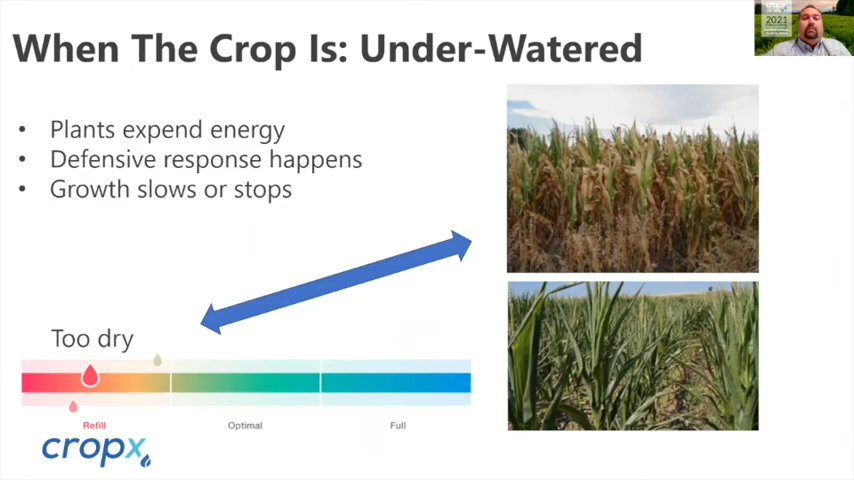 When The Crop Is: Under-Watered
2021
• Plants expend energy
• Defensive response happens
• Growth slows or stops
Too dry
Refill
Optimal
Full
cropx